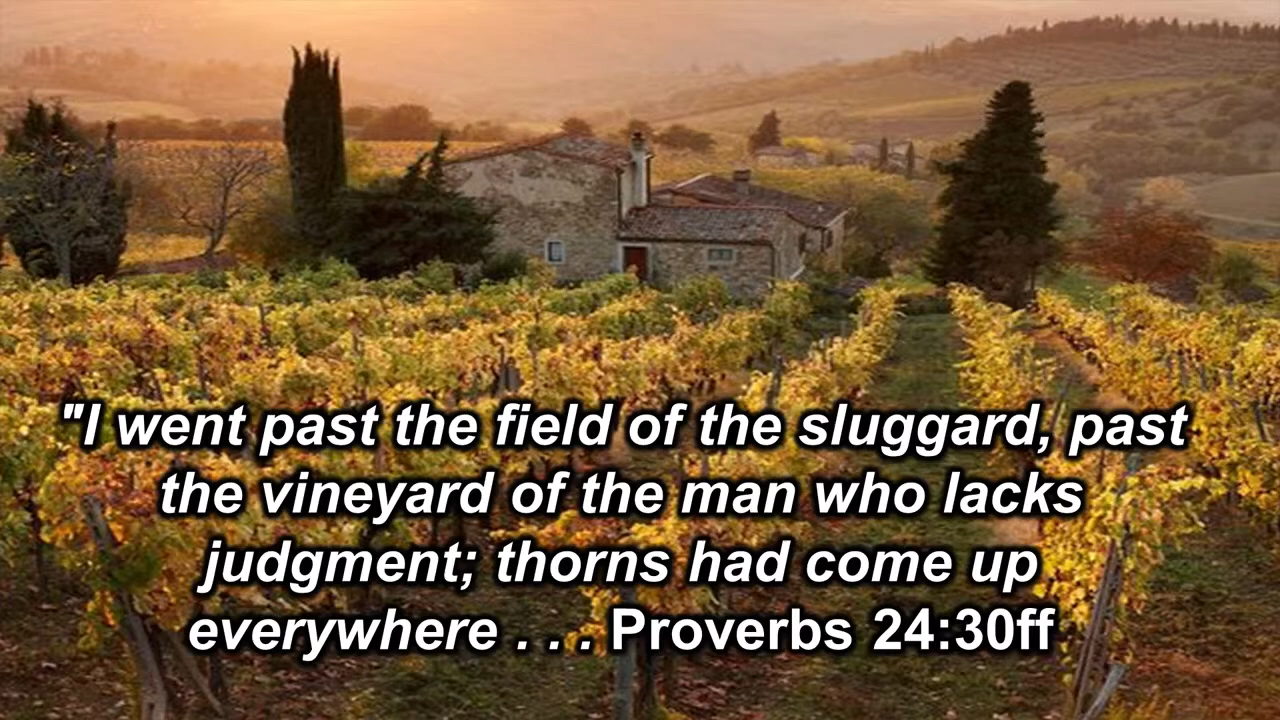 "I went past the field of the sluggard, past
the vineyard of the man who lacks
judgment; thorns had come up
everywhere . . . Proverbs 24:30ff